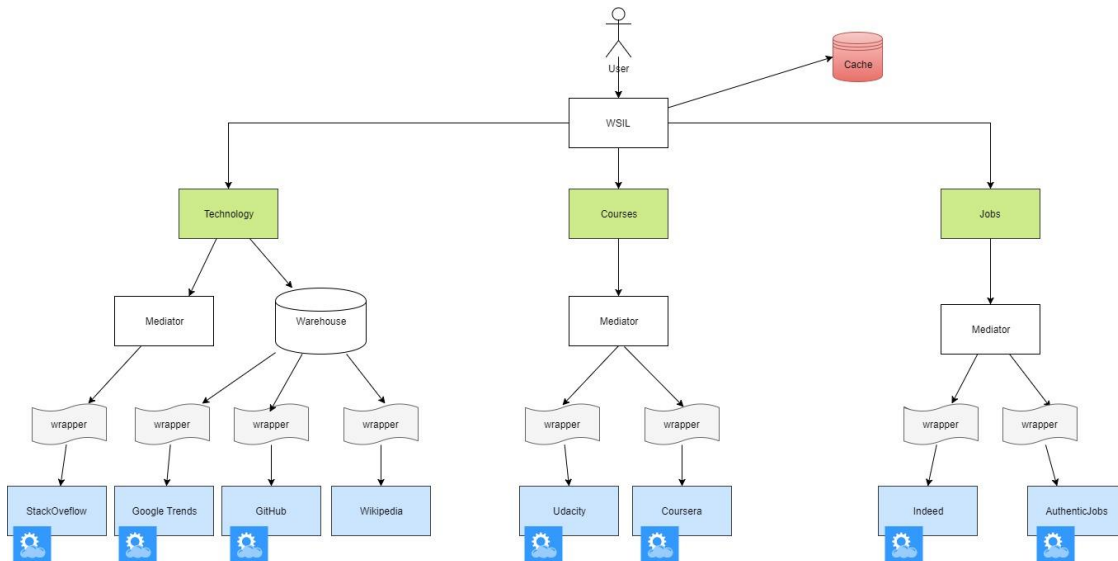 User
Cache
WSIL
Technology
Courses
Jobs
Mediator
Warehouse
Mediator
Mediator
wrapper
wrapper
wrapper
wrapper
wrapper
wrapper
wrapper
wrapper
StackOveflow
Google Trends
GitHub
Wikipedia
Udacity
Coursera
Indeed
AuthenticJobs